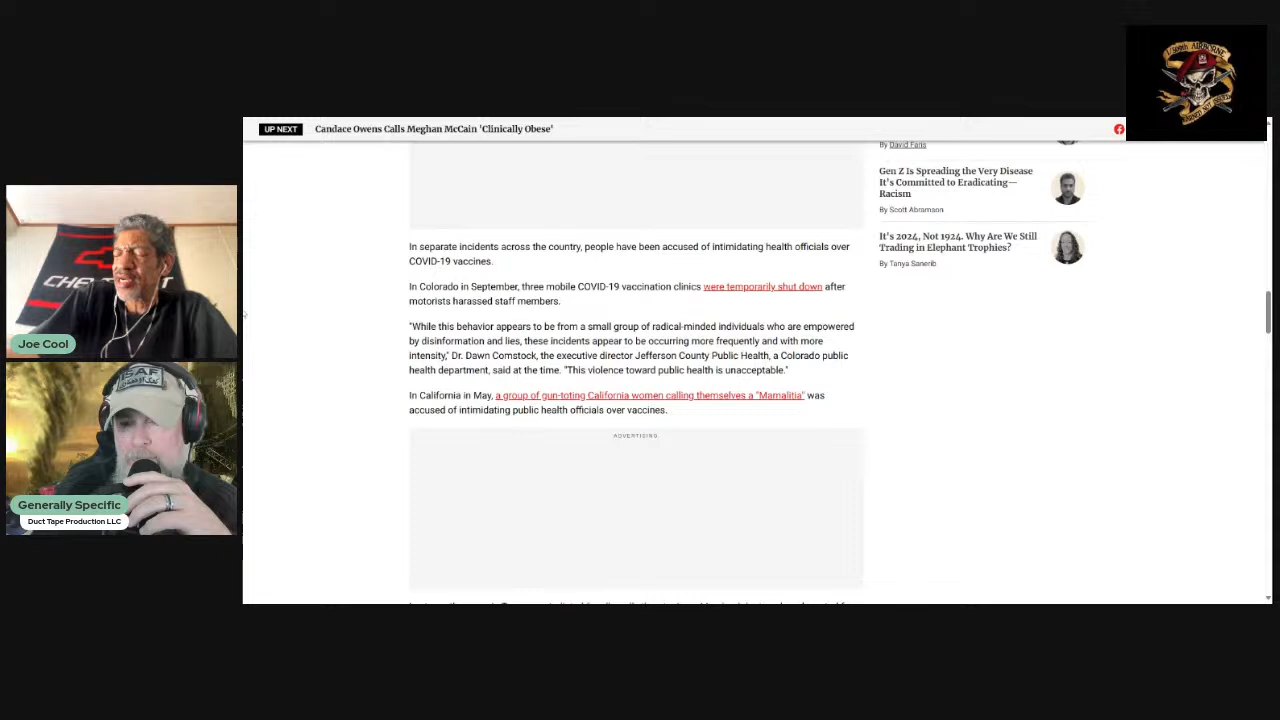 1/509th AIRBORNE
UP NEXT
Candace Owens Calls Meghan McCain 'Clinically Obese'
By David Faris
Gen Z Is Spreading the Very Disease
It's Committed to Eradicating—
Racism
By Scott Abramson
It's 2024, Not 1924. Why Are We Still
Trading in Elephant Trophies?
By Tanya Sanerib
In separate incidents across the country, people have been accused of intimidating health officials over
COVID-19 vaccines.
In Colorado in September, three mobile COVID-19 vaccination clinics were temporarily shut down after
motorists harassed staff members.
"While this behavior appears to be from a small group of radical-minded individuals who are empowered
by disinformation and lies, these incidents appear to be occurring more frequently and with more
intensity,' Dr. Dawn Comstock, the executive director Jefferson County Public Health, a Colorado public
health department, said at the time. "This violence toward public health is unacceptable."
In California in May, a group of gun-toting California women calling themselves a "Mamalitia" was
accused of intimidating public health officials over vaccines.
ADVERTISING
CHE
T
Joe Cool
ISAF
Generally Specific
Duct Tape Production LLC